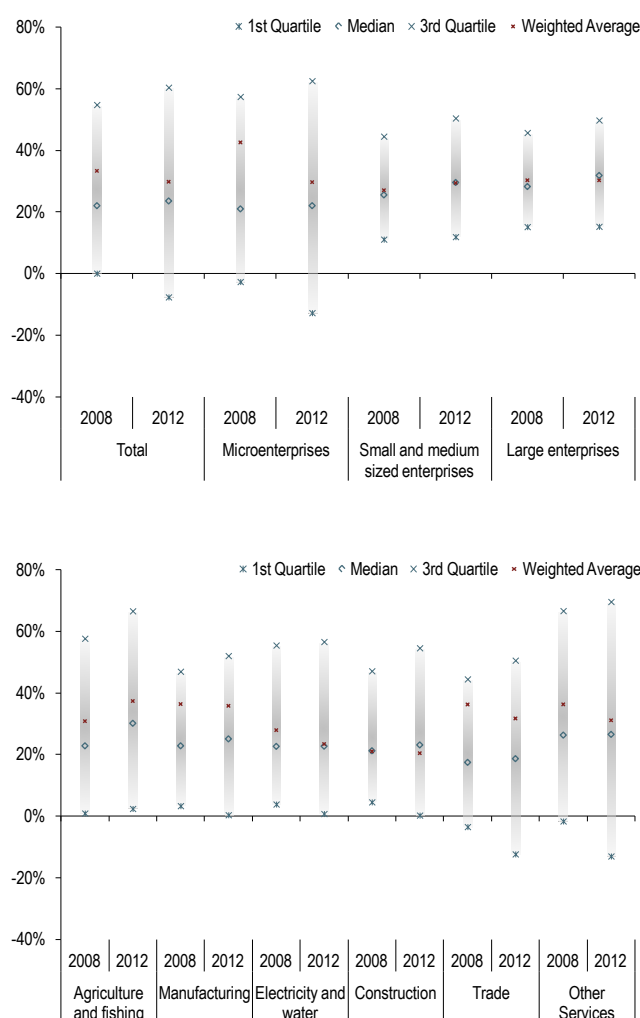 80%
1st Quartile Median 3rd Quartile Weighted Average
60%
40%
20%
0%
-20%
-40%
2008 2012 2008 2012 2008 2012 2008 2012
Total Microenterprises Small and medium Large enterprises
sized enterprises
80%
1st Quartile Median 3rd Quartile Weighted Average
60%
40%
20%
0%
-20%
-40%
2008 2012 2008 2012 2008 2012 2008 2012 2008 2012 2008 2012
Agriculture Manufacturing Electricity and Construction Trade Other
and fishing water Services